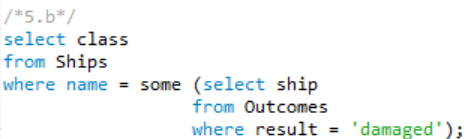 /*5.b*/
select class
from Ships
where name = some (select ship
from Outcomes
where result = 'damaged');